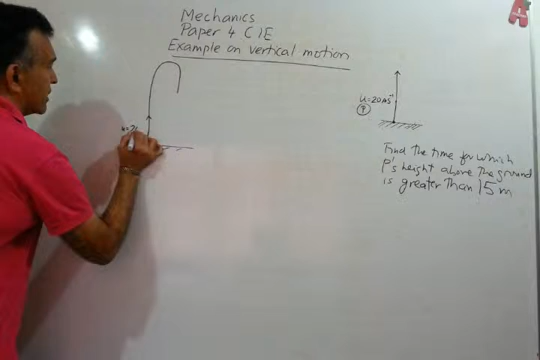 Mechanics
Paper 4 CIE
Example on vertical motion
u=20ms⁻¹
P
Find the time for which
P's height above the ground
is greater than 15m
A